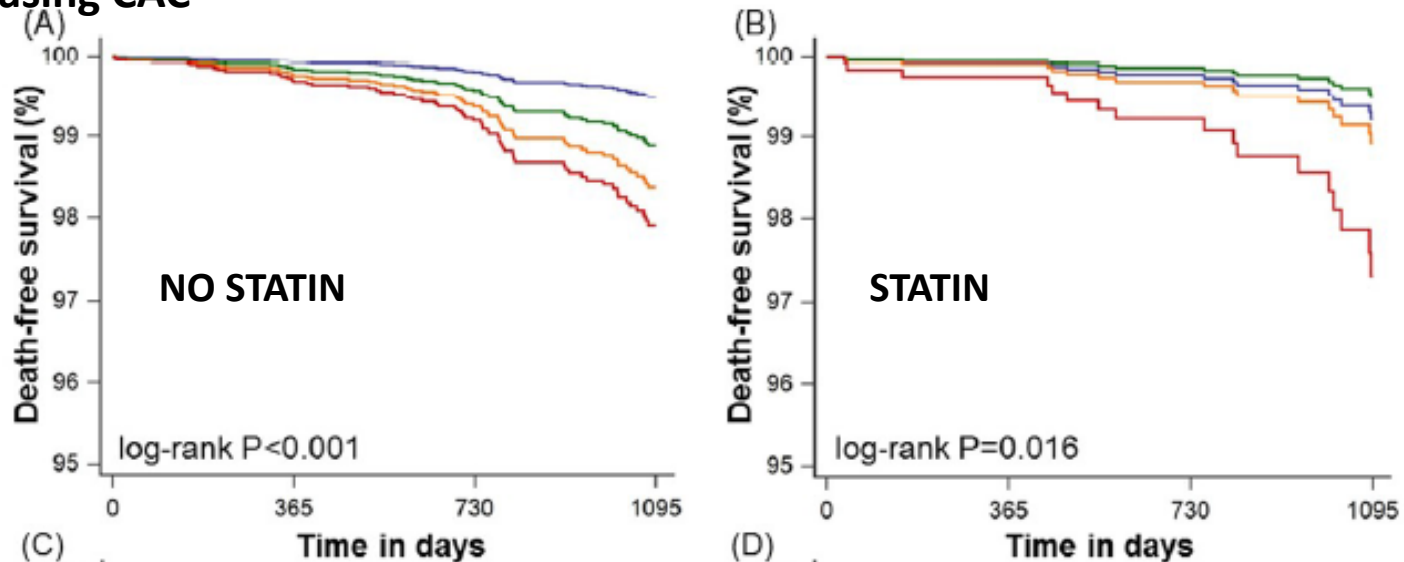 using CAC
(A)
Death-free survival (%)
100
99
98
97
96
95
NO STATIN
log-rank P<0.001
0 365 730 1095
Time in days
(B)
Death-free survival (%)
100
99
98
97
96
95
STATIN
log-rank P=0.016
0 365 730 1095
Time in days
(C)
(D)